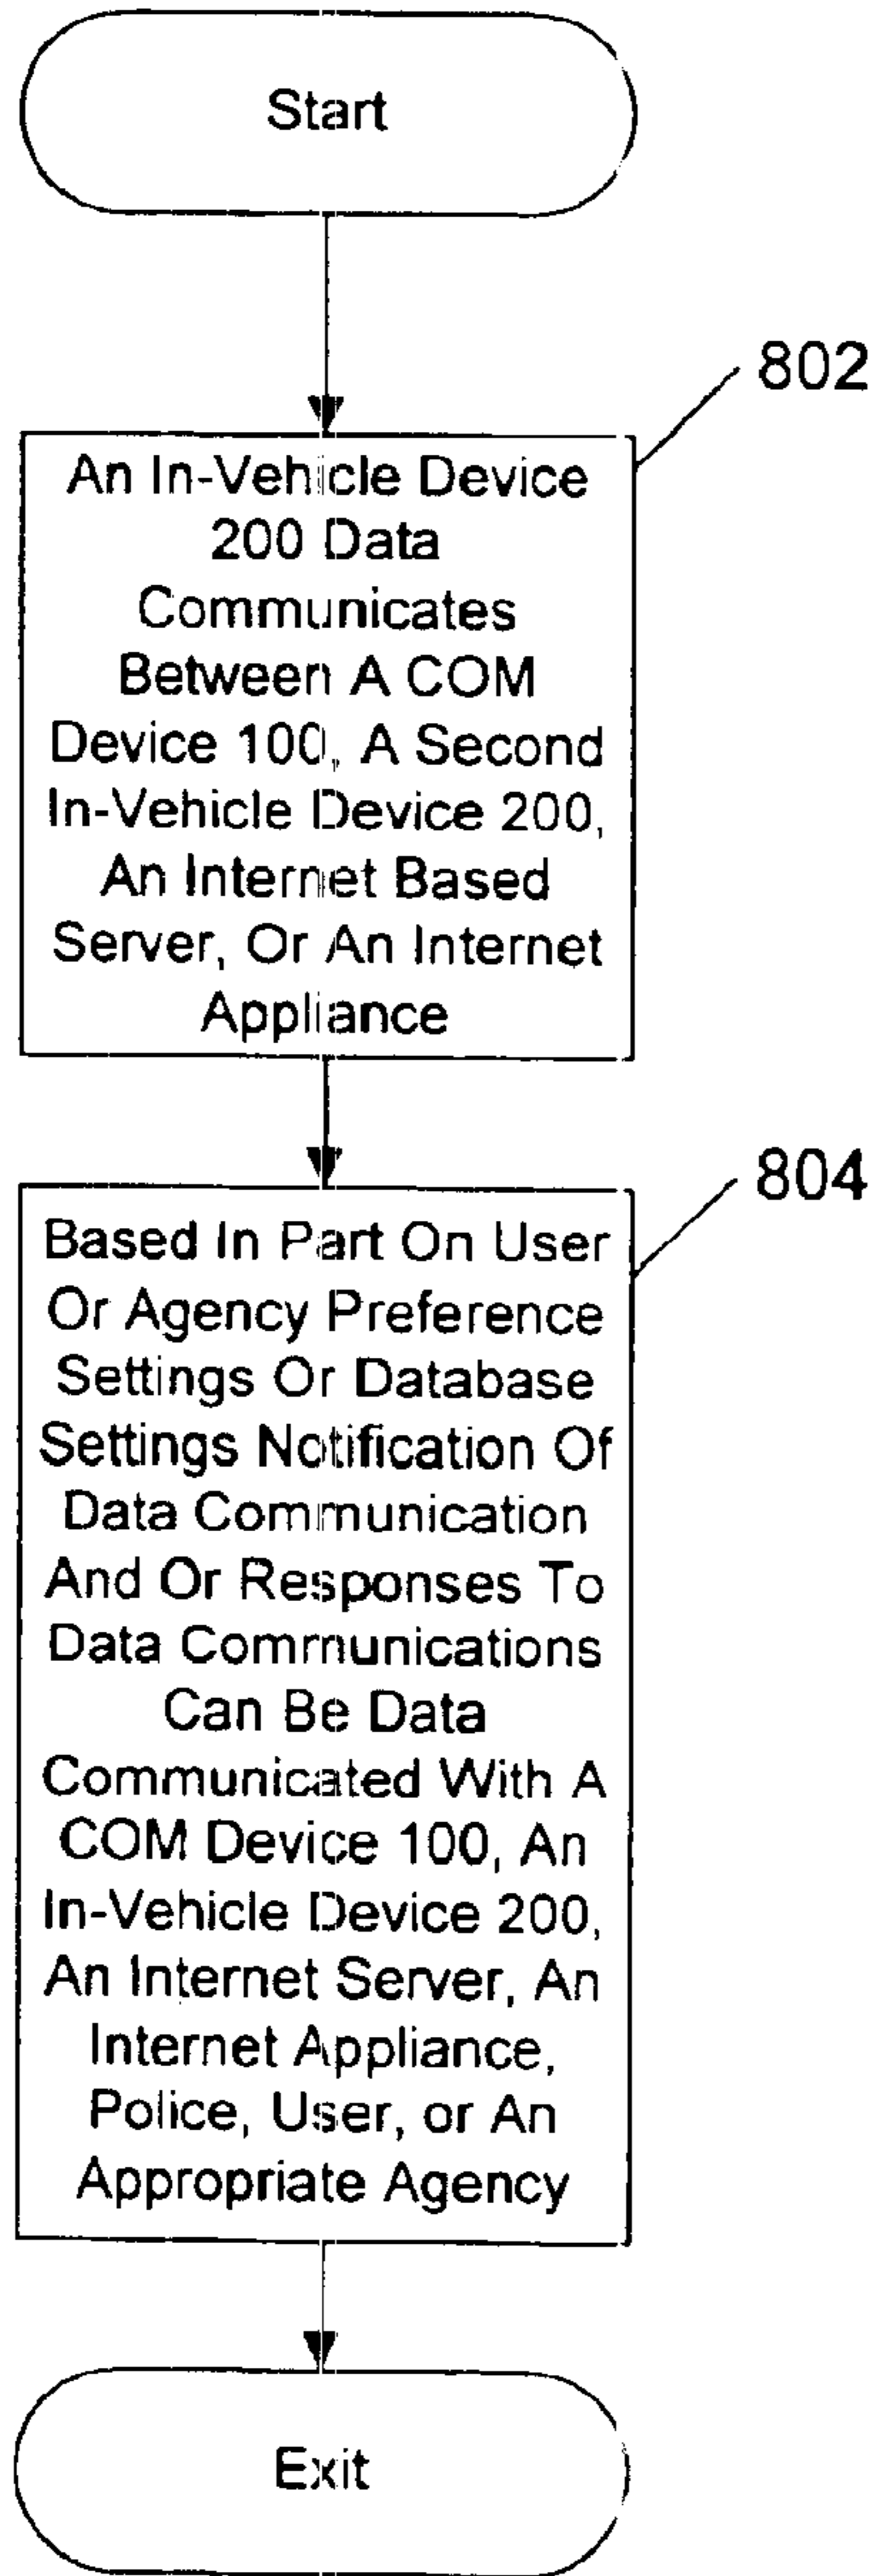 Start
802
An In-Vehicle Device
200 Data
Communicates
Between A COM
Device 100, A Second
In-Vehicle Device 200,
An Internet Based
Server, Or An Internet
Appliance
804
Based In Part On User
Or Agency Preference
Settings Or Database
Settings Notification Of
Data Communication
And Or Responses To
Data Communications
Can Be Data
Communicated With A
COM Device 100, An
In-Vehicle Device 200,
An Internet Server, An
Internet Appliance,
Police, User, or An
Appropriate Agency
Exit